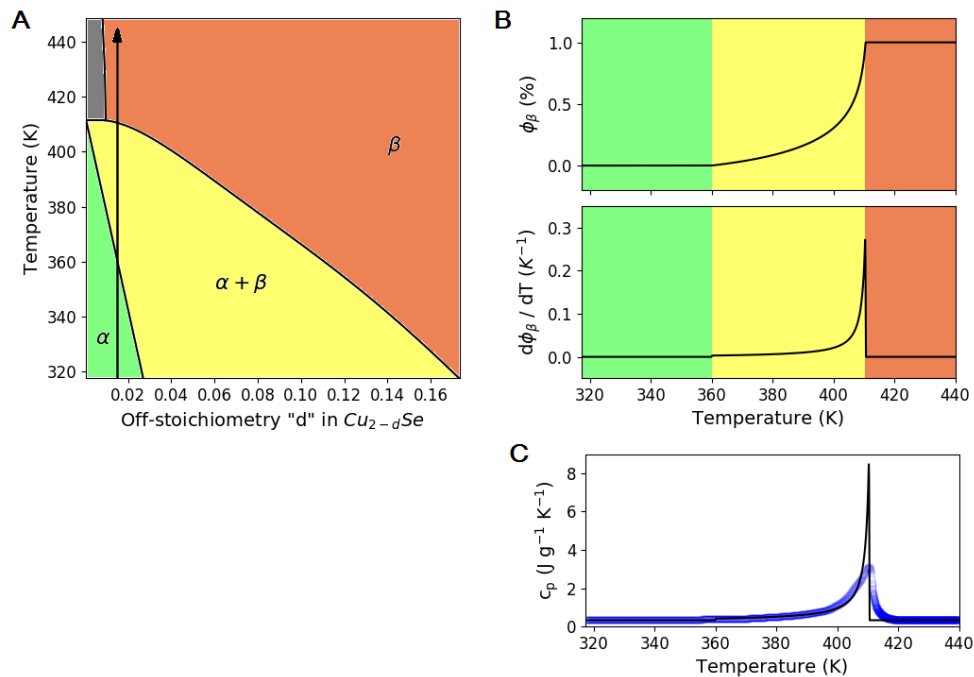 A
440
420
400
380
360
340
320
Temperature (K)
β
α + β
α
0.02 0.04 0.06 0.08 0.10 0.12 0.14 0.16
Off-stoichiometry "d" in Cu₂₋dSe
B
1.0
0.5
0.0
ϕβ (%)
0.3
0.2
0.1
0.0
dϕβ / dT (K⁻¹)
320 340 360 380 400 420 440
Temperature (K)
C
8
6
4
2
0
cₚ (J g⁻¹ K⁻¹)
320 340 360 380 400 420 440
Temperature (K)